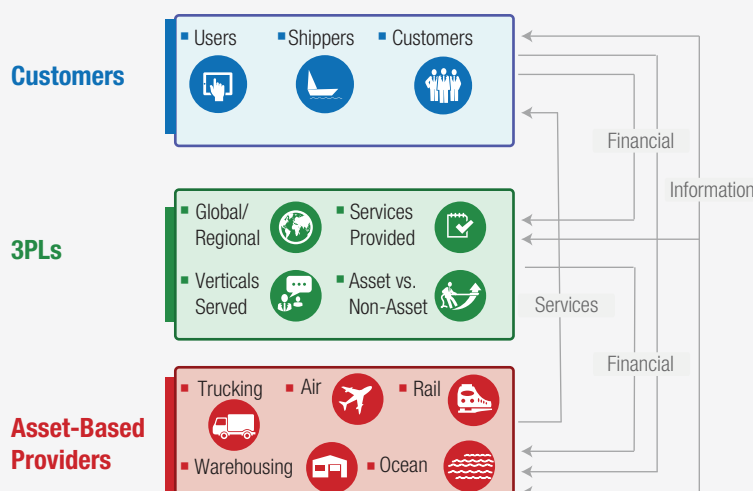 Customers
▪ Users ▪ Shippers ▪ Customers
Financial
Information
3PLs
▪ Global/
Regional
▪ Services
Provided
▪ Verticals
Served
▪ Asset vs.
Non-Asset
Services
Financial
Asset-Based
Providers
▪ Trucking ▪ Air ▪ Rail
▪ Warehousing ▪ Ocean